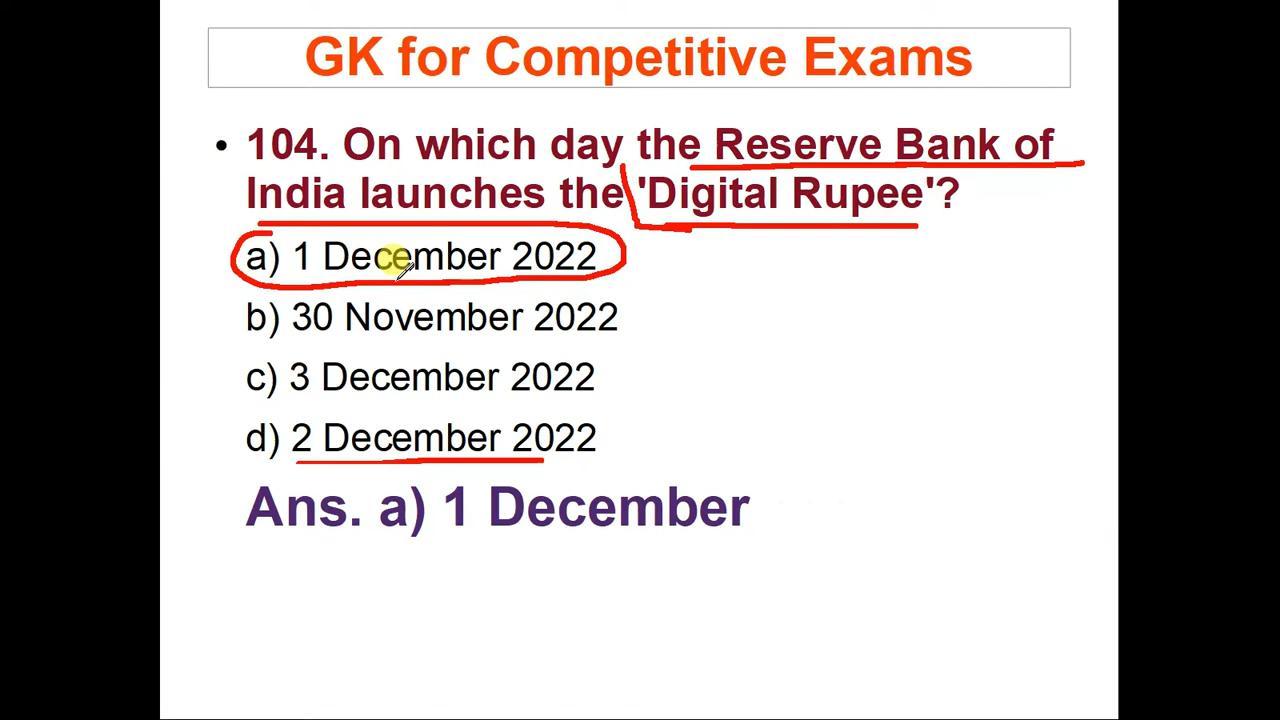 GK for Competitive Exams
• 104. On which day the Reserve Bank of
India launches the 'Digital Rupee'?
a) 1 December 2022
b) 30 November 2022
c) 3 December 2022
d) 2 December 2022
Ans. a) 1 December